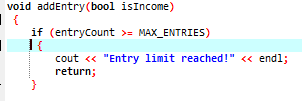 void addEntry(bool isIncome)
{
    if (entryCount >= MAX_ENTRIES)
    {
        cout << "Entry limit reached!" << endl;
        return;
    }